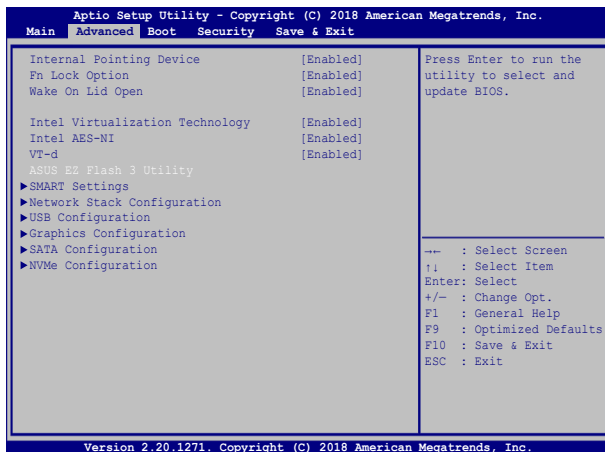 Aptio Setup Utility - Copyright (C) 2018 American Megatrends, Inc.
Main Advanced Boot Security Save & Exit
Internal Pointing Device [Enabled]
Fn Lock Option [Enabled]
Wake On Lid Open [Enabled]
Intel Virtualization Technology [Enabled]
Intel AES-NI [Enabled]
VT-d [Enabled]
ASUS EZ Flash 3 Utility
▶SMART Settings
▶Network Stack Configuration
▶USB Configuration
▶Graphics Configuration
▶SATA Configuration
▶NVMe Configuration
Press Enter to run the
utility to select and
update BIOS.
→← : Select Screen
↑↓ : Select Item
Enter: Select
+/— : Change Opt.
F1 : General Help
F9 : Optimized Defaults
F10 : Save & Exit
ESC : Exit
Version 2.20.1271. Copyright (C) 2018 American Megatrends, Inc.